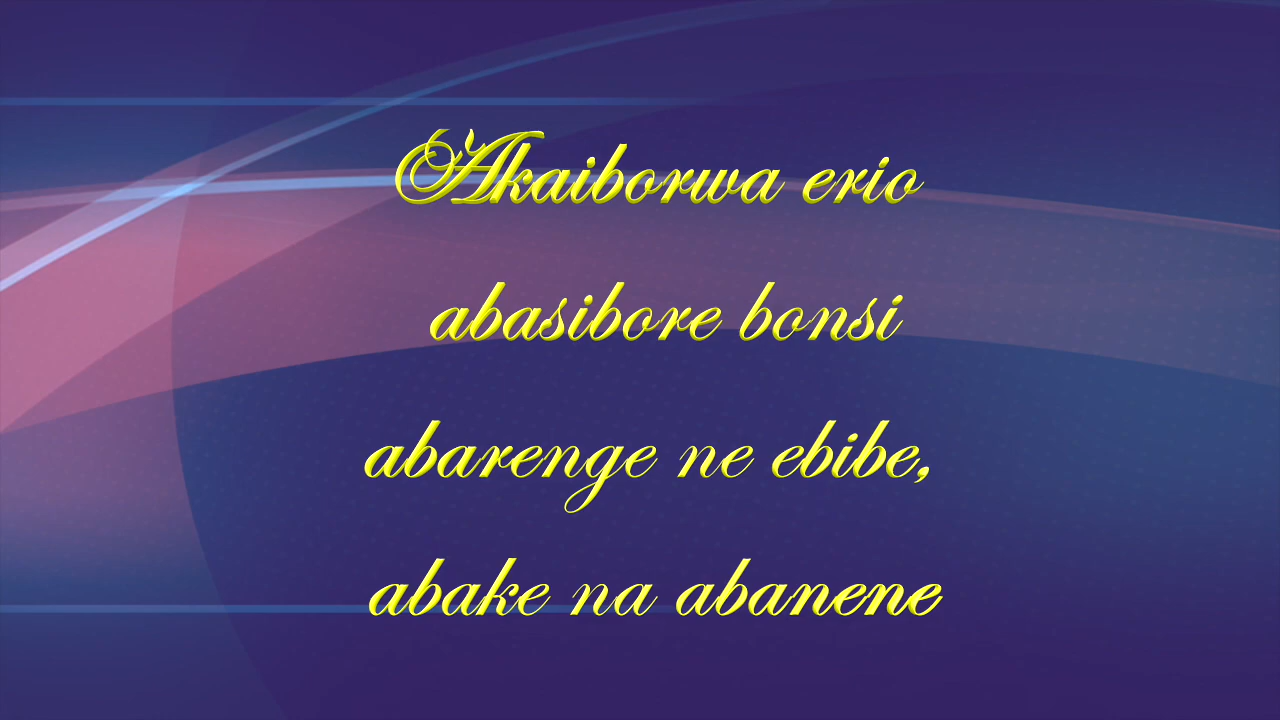 Akaiborwa erio
abasibore bonsi
abarenge ne ebibe,
abake na abanene